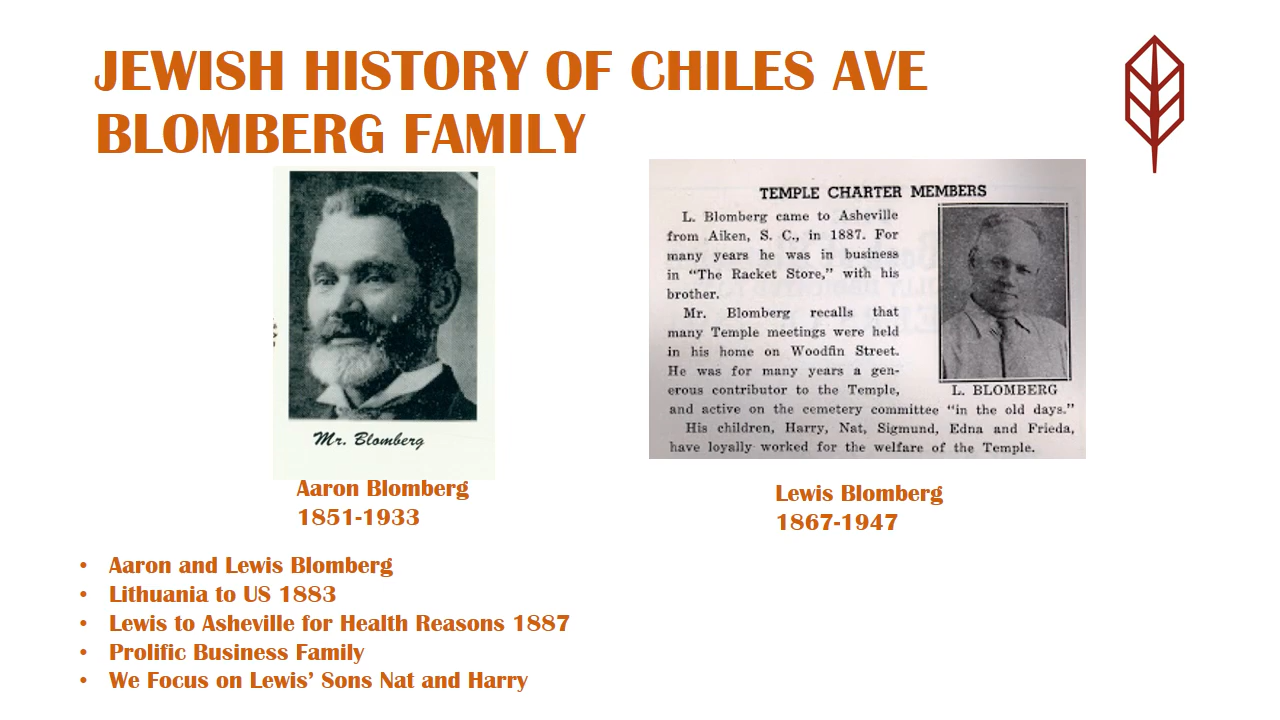 JEWISH HISTORY OF CHILES AVE
BLOMBERG FAMILY
Mr. Blomberg
Aaron Blomberg
1851-1933
TEMPLE CHARTER MEMBERS
L. Blomberg came to Asheville
from Aiken, S. C., in 1887. For
many years he was in business
in “The Racket Store,” with his
brother.
Mr. Blomberg recalls that
many Temple meetings were held
in his home on Woodfin Street.
He was for many years a gen-
erous contributor to the Temple,
and active on the cemetery committee “in the old days.”
His children, Harry, Nat, Sigmund, Edna and Frieda,
have loyally worked for the welfare of the Temple.
L. BLOMBERG
Lewis Blomberg
1867-1947
• Aaron and Lewis Blomberg
• Lithuania to US 1883
• Lewis to Asheville for Health Reasons 1887
• Prolific Business Family
• We Focus on Lewis’ Sons Nat and Harry